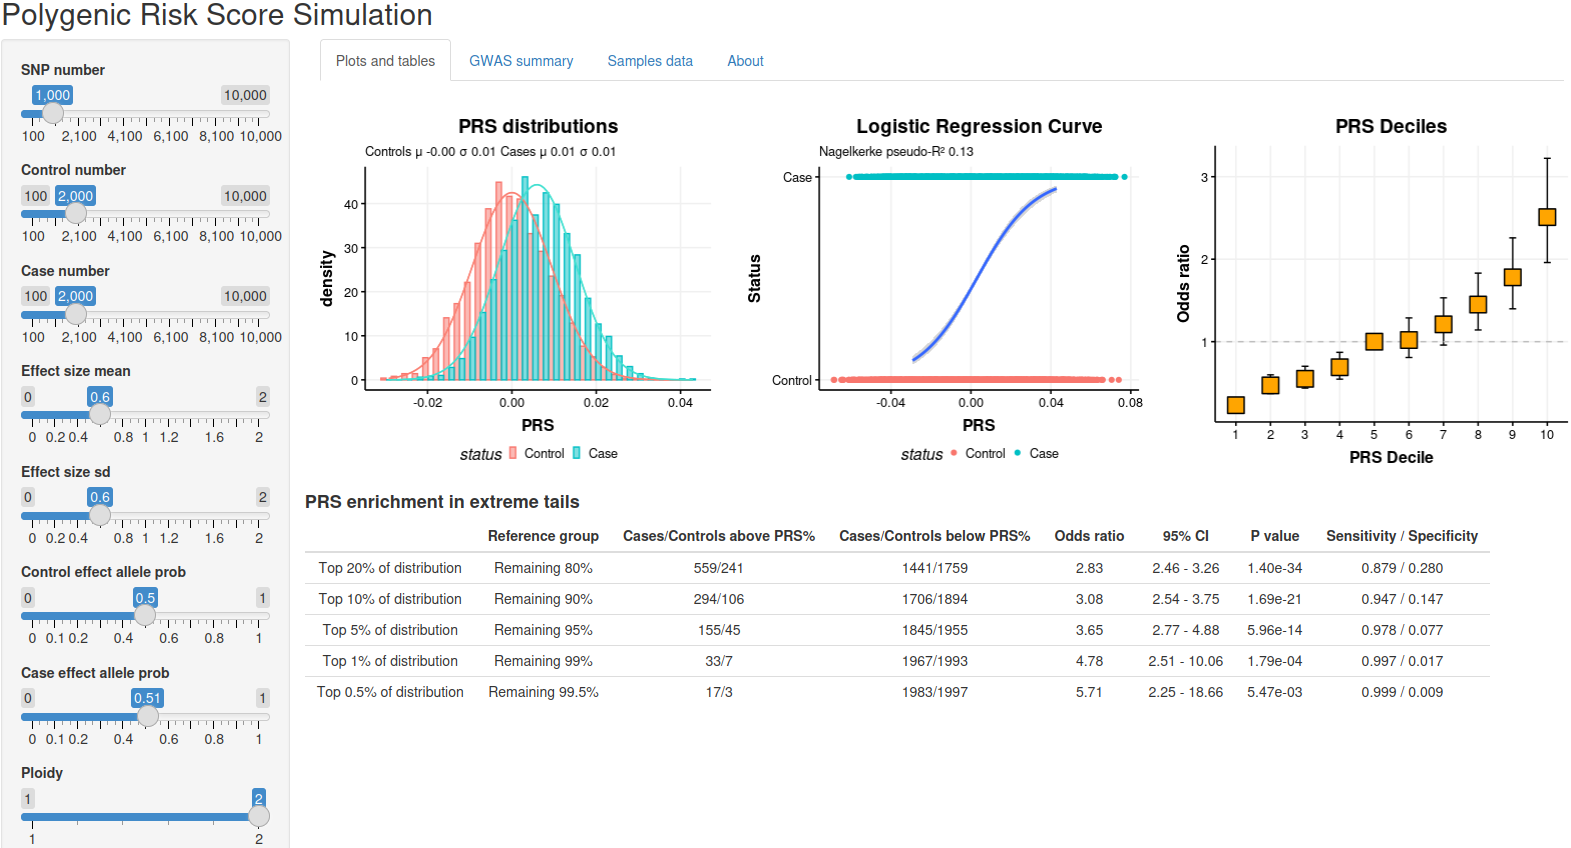 Polygenic Risk Score Simulation
SNP number
1,000 10,000
100 2,100 4,100 6,100 8,100 10,000
Control number
100 2,000 10,000
100 2,100 4,100 6,100 8,100 10,000
Case number
100 2,000 10,000
100 2,100 4,100 6,100 8,100 10,000
Effect size mean
0 0.6 2
0 0.2 0.4 0.8 1 1.2 1.6 2
Effect size sd
0 0.6 2
0 0.2 0.4 0.8 1 1.2 1.6 2
Control effect allele prob
0 0.5 1
0 0.1 0.2 0.4 0.6 0.8 1
Case effect allele prob
0 0.51 1
0 0.1 0.2 0.4 0.6 0.8 1
Ploidy
1 2
1 2
Plots and tables GWAS summary Samples data About
PRS distributions
Controls μ -0.00 σ 0.01 Cases μ 0.01 σ 0.01
density
40
30
20
10
0
-0.02 0.00 0.02 0.04
PRS
status Control Case
Logistic Regression Curve
Nagelkerke pseudo-R² 0.13
Status
Case
Control
-0.04 0.00 0.04 0.08
PRS
status Control Case
PRS Deciles
Odds ratio
3
2
1
1 2 3 4 5 6 7 8 9 10
PRS Decile
PRS enrichment in extreme tails
Reference group Cases/Controls above PRS% Cases/Controls below PRS% Odds ratio 95% CI P value Sensitivity / Specificity
Top 20% of distribution Remaining 80% 559/241 1441/1759 2.83 2.46 - 3.26 1.40e-34 0.879 / 0.280
Top 10% of distribution Remaining 90% 294/106 1706/1894 3.08 2.54 - 3.75 1.69e-21 0.947 / 0.147
Top 5% of distribution Remaining 95% 155/45 1845/1955 3.65 2.77 - 4.88 5.96e-14 0.978 / 0.077
Top 1% of distribution Remaining 99% 33/7 1967/1993 4.78 2.51 - 10.06 1.79e-04 0.997 / 0.017
Top 0.5% of distribution Remaining 99.5% 17/3 1983/1997 5.71 2.25 - 18.66 5.47e-03 0.999 / 0.009